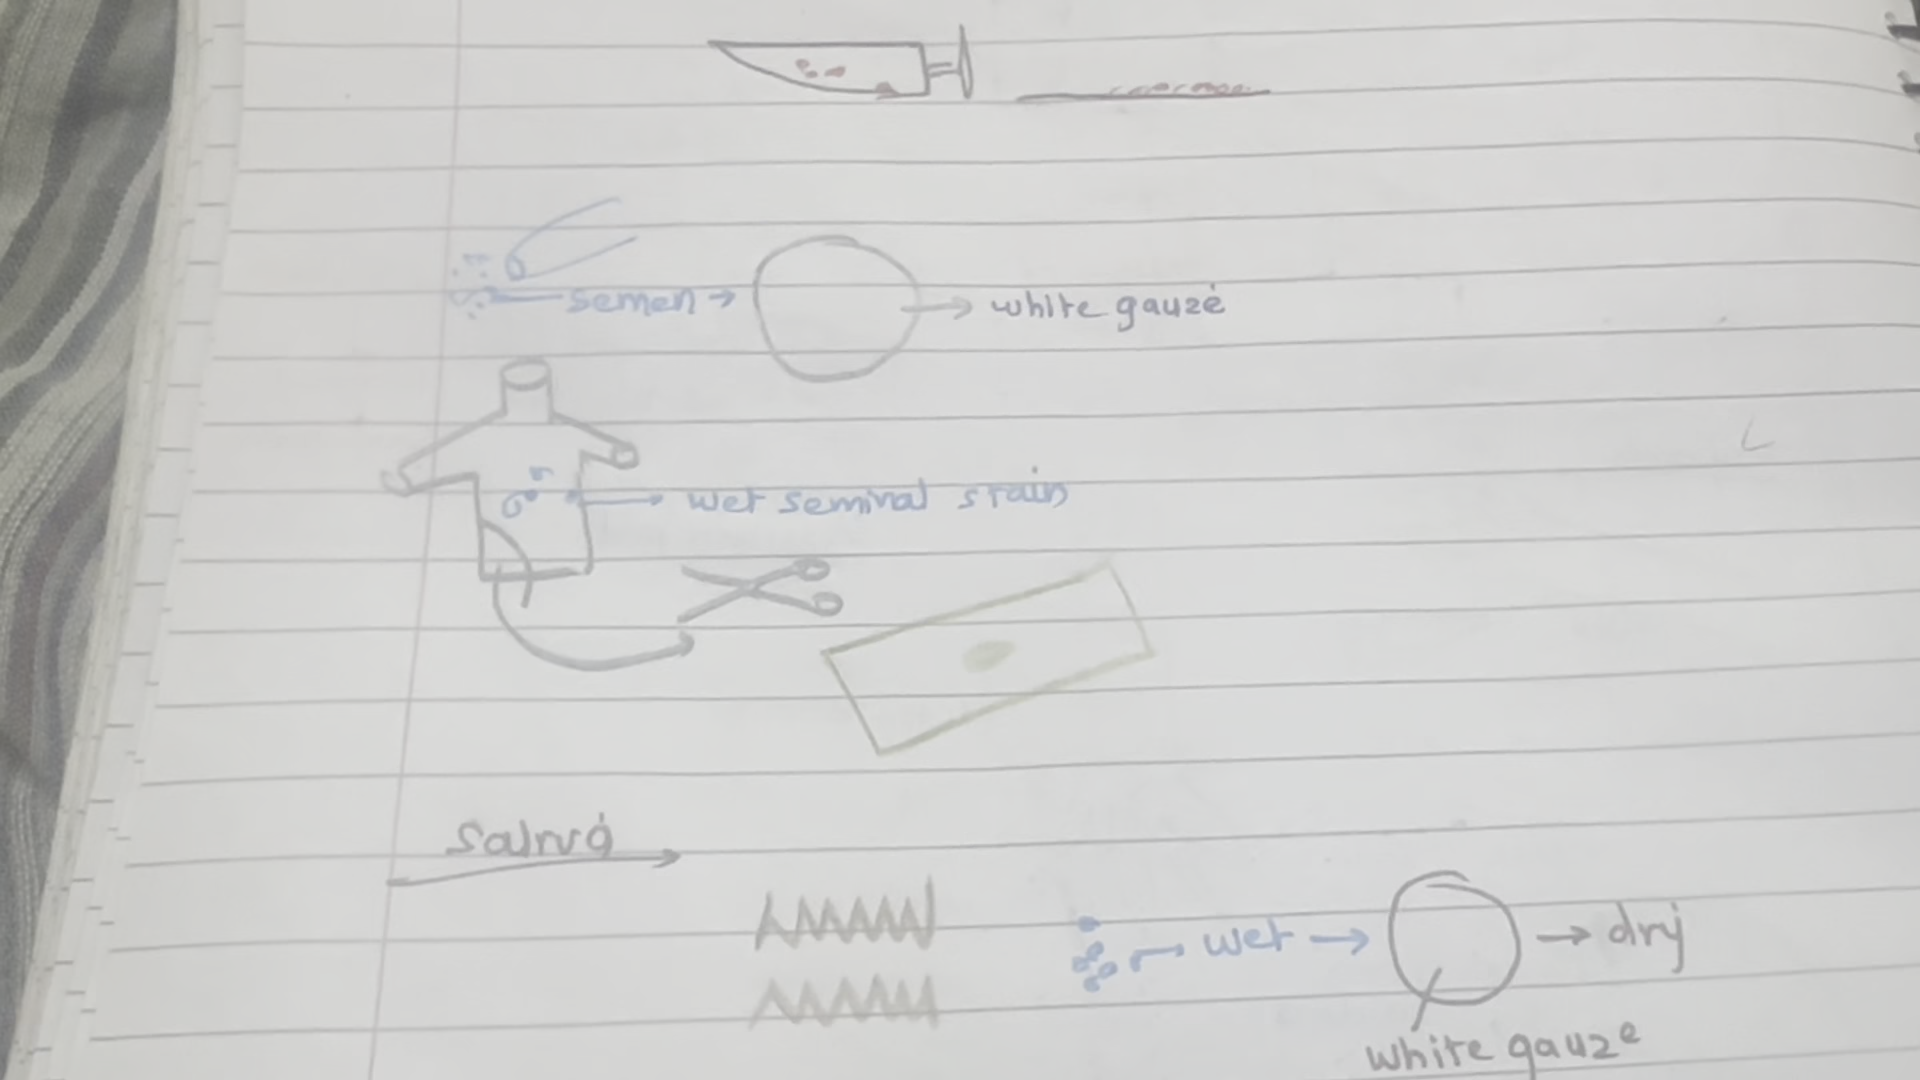 semen → white gauze
wet seminal stain
Saliva
wet → dry
white gauze